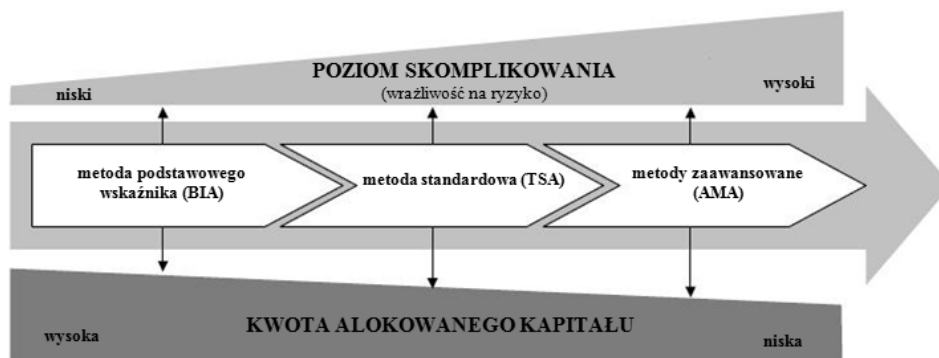 POZIOM SKOMPLIKOWANIA
(wrażliwość na ryzyko)
niski
wysoki
metoda podstawowego
wskaźnika (BIA)
metoda standardowa (TSA)
metody zaawansowane
(AMA)
KWOTA ALOKOWANEGO KAPITAŁU
wysoka
niska